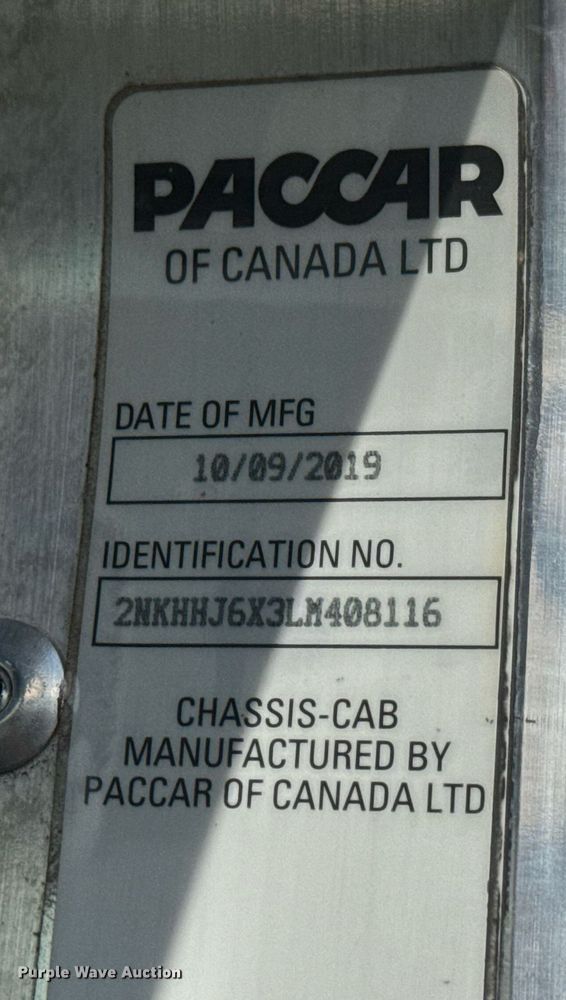 PACCAR
OF CANADA LTD
DATE OF MFG
10/09/2019
IDENTIFICATION NO.
2NKHHJ6X3LM408116
CHASSIS-CAB
MANUFACTURED BY
PACCAR OF CANADA LTD
Purple Wave Auction